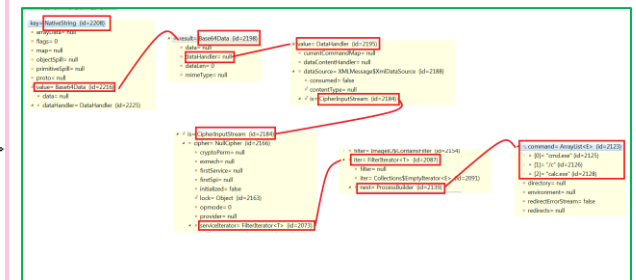 key= NativeString (id=2208)
arrayData= null
flags= 0
map= null
objectSpill= null
primitiveSpill= null
proto= null
value= Base64Data (id=2216)
data= null
dataHandler= DataHandler (id=2225)
result= Base64Data (id=2198)
data= null
dataHandler= null
dataLen= 0
mimeType= null
value= DataHandler (id=2195)
currentCommandMap= null
dataContentHandler= null
dataSource= XMLMessage$XmlDataSource (id=2188)
consumed= false
contentType= null
is= CipherInputStream (id=2184)
is= CipherInputStream (id=2184)
cipher= NullCipher (id=2166)
cryptoPerm= null
exmech= null
firstService= null
firstSpi= null
initialized= false
lock= Object (id=2163)
opmode= 0
provider= null
serviceIterator= FilterIterator<T> (id=2073)
filter= ImageIO$ContainsFilter (id=2154)
iter= FilterIterator<T> (id=2087)
filter= null
iter= Collections$EmptyIterator<E> (id=2091)
next= ProcessBuilder (id=2139)
command= ArrayList<E> (id=2123)
[0]= "cmd.exe" (id=2125)
[1]= "/c" (id=2126)
[2]= "calc.exe" (id=2128)
directory= null
environment= null
redirectErrorStream= false
redirects= null